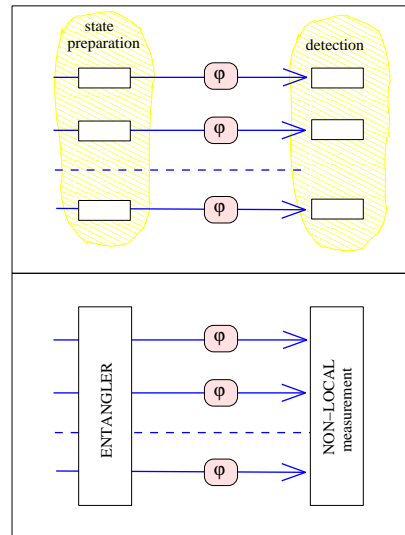 state
preparation
detection
φ
φ
φ
ENTANGLER
φ
φ
φ
NON−LOCAL
measurement